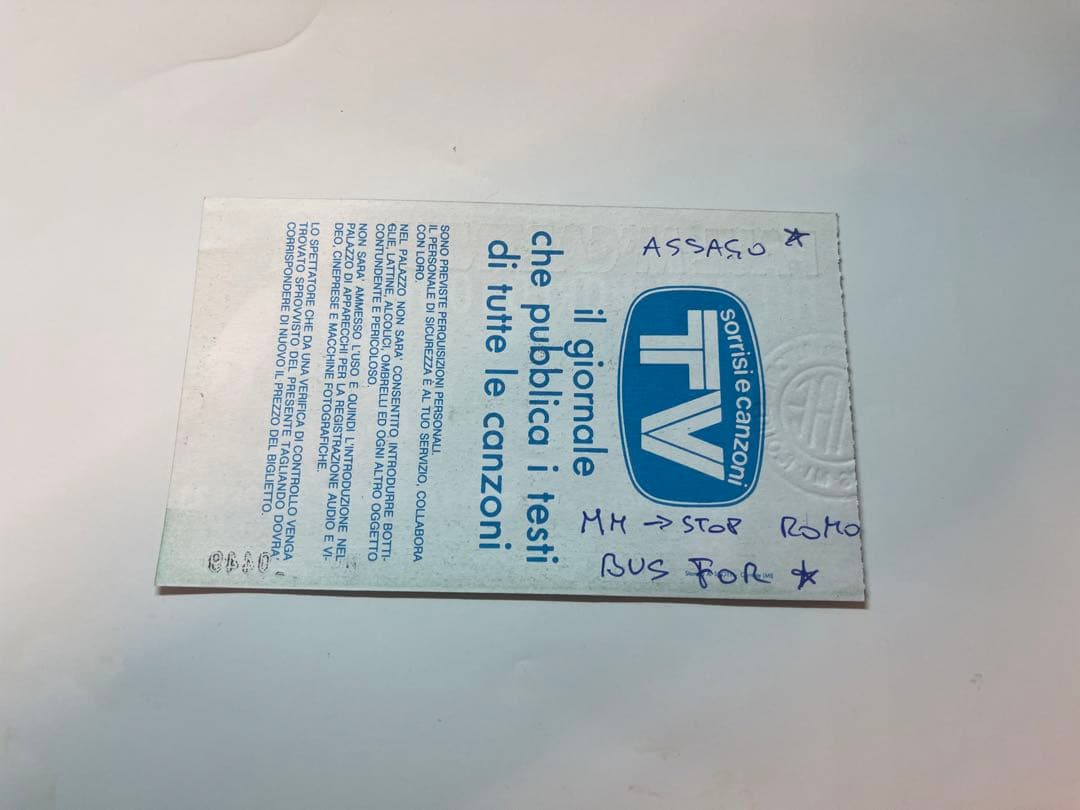 ASSAGO
sorrisi e canzoni
TV
MM → STOP ROMO
BUS FOR
il giornale
che pubblica i testi
di tutte le canzoni
SONO PREVISTE PERQUISIZIONI PERSONALI.
IL PERSONALE DI SICUREZZA È AL TUO SERVIZIO, COLLABORA
CON LORO.
NEL PALAZZO NON SARA' CONSENTITO INTRODURRE BOTTI-
GLIE, LATTINE, ALCOLICI, OMBRELLI ED OGNI ALTRO OGGETTO
CONTUNDENTE E PERICOLOSO.
NON SARA' AMMESSO L'USO E QUINDI L'INTRODUZIONE NEL
PALAZZO DI APPARECCHI PER LA REGISTRAZIONE AUDIO E VI-
DEO, CINEPRESE E MACCHINE FOTOGRAFICHE.
LO SPETTATORE CHE DA UNA VERIFICA DI CONTROLLO VENGA
TROVATO SPROVVISTO DEL PRESENTE TAGLIANDO DOVRA'
CORRISPONDERE DI NUOVO IL PREZZO DEL BIGLIETTO.